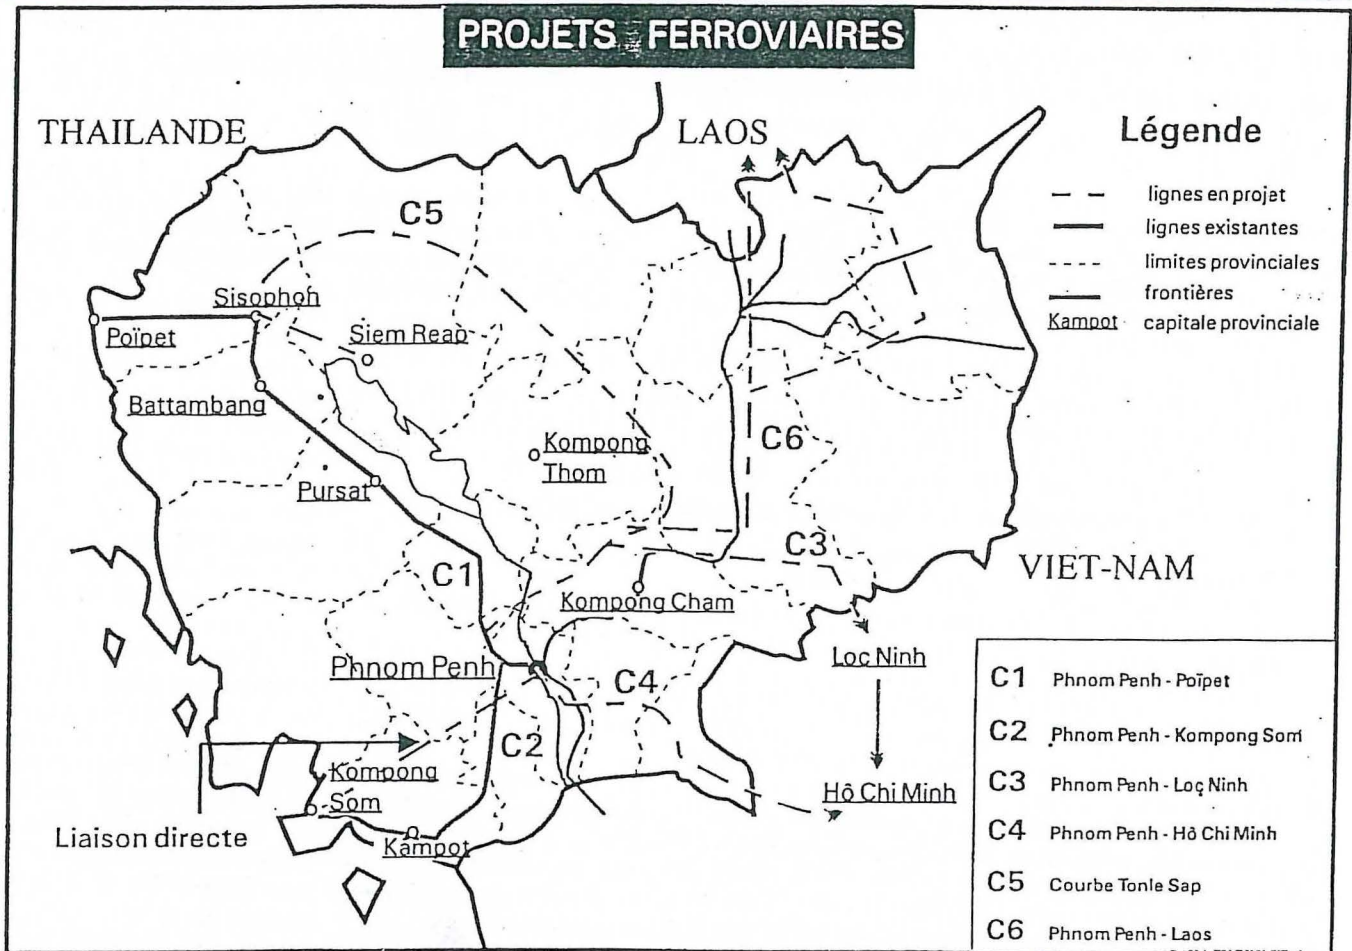 PROJETS FERROVIAIRES
THAILANDE
LAOS
Légende
lignes en projet
lignes existantes
limites provinciales
frontières
Kampot capitale provinciale
C5
Sisophon
Poïpet
Siem Reap
Battambang
C6
Kompong
Thom
Pursat
C3
C1
VIET-NAM
Kompong Cham
Phnom Penh
Loc Ninh
C4
C2
Kompong
Som
Hô Chi Minh
Liaison directe
Kampot
C1 Phnom Penh - Poïpet
C2 Phnom Penh - Kompong Som
C3 Phnom Penh - Loç Ninh
C4 Phnom Penh - Hô Chi Minh
C5 Courbe Tonle Sap
C6 Phnom Penh - Laos